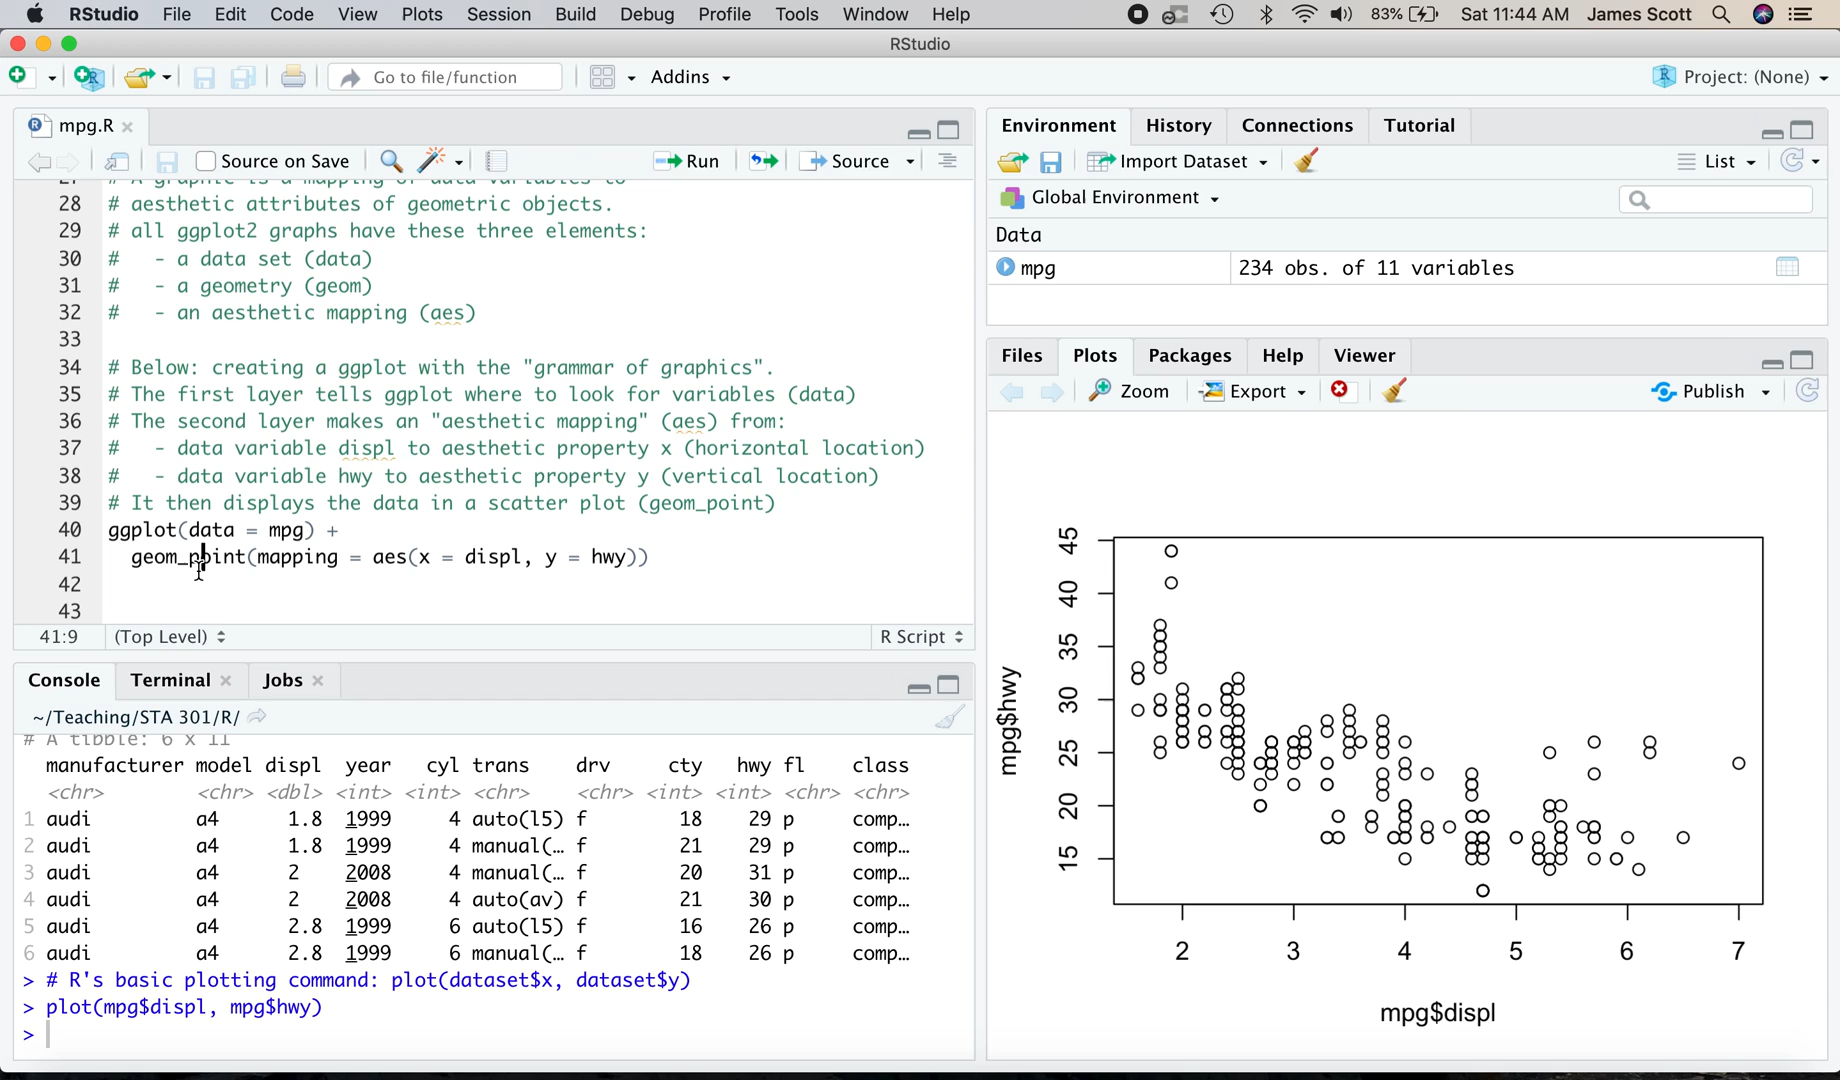 RStudio File Edit Code View Plots Session Build Debug Profile Tools Window Help
83% Sat 11:44 AM James Scott
RStudio
Go to file/function Addins Project: (None)
mpg.R
Source on Save Run Source
27 # A graphic is a mapping of data variables to
28 # aesthetic attributes of geometric objects.
29 # all ggplot2 graphs have these three elements:
30 #   - a data set (data)
31 #   - a geometry (geom)
32 #   - an aesthetic mapping (aes)
33
34 # Below: creating a ggplot with the "grammar of graphics".
35 # The first layer tells ggplot where to look for variables (data)
36 # The second layer makes an "aesthetic mapping" (aes) from:
37 #   - data variable displ to aesthetic property x (horizontal location)
38 #   - data variable hwy to aesthetic property y (vertical location)
39 # It then displays the data in a scatter plot (geom_point)
40 ggplot(data = mpg) +
41   geom_point(mapping = aes(x = displ, y = hwy))
42
43
41:9 (Top Level) R Script
Console Terminal Jobs
~/Teaching/STA 301/R/
# A tibble: 6 x 11
manufacturer model displ year cyl trans drv cty hwy fl class
<chr> <chr> <dbl> <int> <int> <chr> <chr> <int> <int> <chr> <chr>
1 audi a4 1.8 1999 4 auto(l5) f 18 29 p comp…
2 audi a4 1.8 1999 4 manual(… f 21 29 p comp…
3 audi a4 2 2008 4 manual(… f 20 31 p comp…
4 audi a4 2 2008 4 auto(av) f 21 30 p comp…
5 audi a4 2.8 1999 6 auto(l5) f 16 26 p comp…
6 audi a4 2.8 1999 6 manual(… f 18 26 p comp…
> # R's basic plotting command: plot(dataset$x, dataset$y)
> plot(mpg$displ, mpg$hwy)
>
Environment History Connections Tutorial
Import Dataset List
Global Environment
Data
mpg 234 obs. of 11 variables
Files Plots Packages Help Viewer
Zoom Export Publish
45
40
35
30
25
20
15
mpg$hwy
2 3 4 5 6 7
mpg$displ